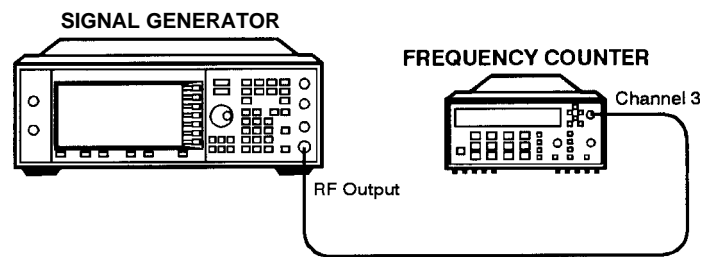 SIGNAL GENERATOR
FREQUENCY COUNTER
Channel 3
RF Output